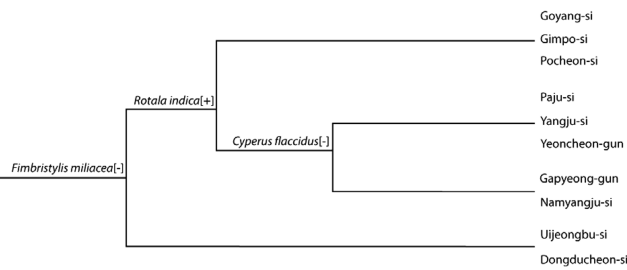 Goyang-si
Gimpo-si
Pocheon-si
Rotala indica[+]
Paju-si
Yangju-si
Cyperus flaccidus[-]
Yeoncheon-gun
Fimbristylis miliacea[-]
Gapyeong-gun
Namyangju-si
Uijeongbu-si
Dongducheon-si